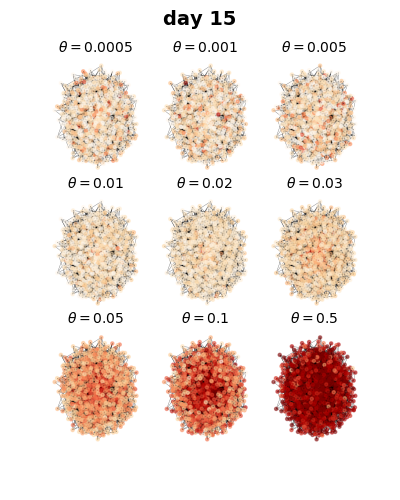 day 15
θ = 0.0005 θ = 0.001 θ = 0.005
θ = 0.01 θ = 0.02 θ = 0.03
θ = 0.05 θ = 0.1 θ = 0.5